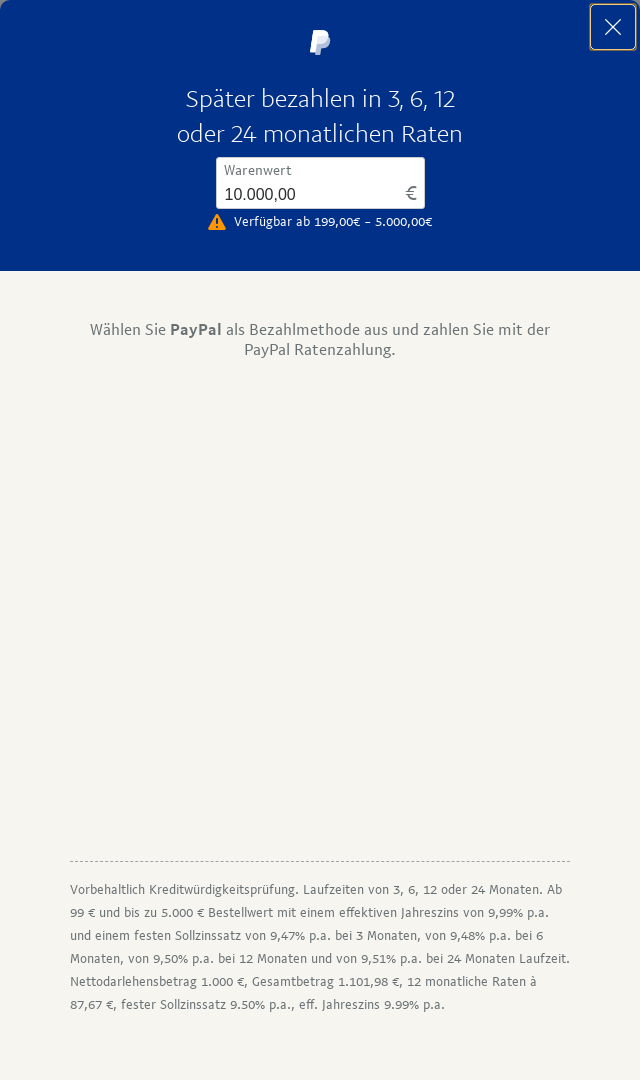 Später bezahlen in 3, 6, 12
oder 24 monatlichen Raten
Warenwert
10.000,00 €
Verfügbar ab 199,00€ – 5.000,00€
Wählen Sie PayPal als Bezahlmethode aus und zahlen Sie mit der
PayPal Ratenzahlung.
Vorbehaltlich Kreditwürdigkeitsprüfung. Laufzeiten von 3, 6, 12 oder 24 Monaten. Ab
99 € und bis zu 5.000 € Bestellwert mit einem effektiven Jahreszins von 9,99% p.a.
und einem festen Sollzinssatz von 9,47% p.a. bei 3 Monaten, von 9,48% p.a. bei 6
Monaten, von 9,50% p.a. bei 12 Monaten und von 9,51% p.a. bei 24 Monaten Laufzeit.
Nettodarlehensbetrag 1.000 €, Gesamtbetrag 1.101,98 €, 12 monatliche Raten à
87,67 €, fester Sollzinssatz 9.50% p.a., eff. Jahreszins 9.99% p.a.